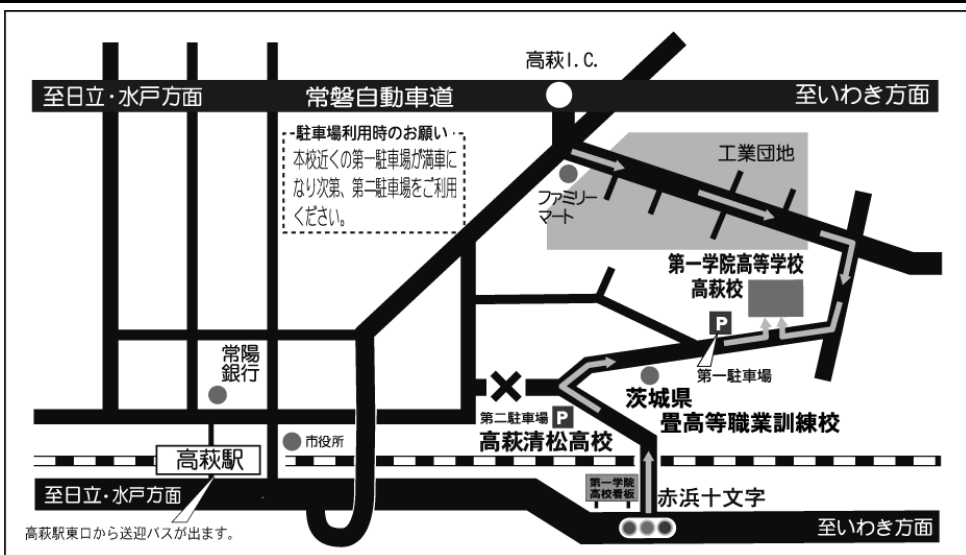 高萩I.C.
至日立・水戸方面
常磐自動車道
至いわき方面
駐車場利用時のお願い
本校近くの第一駐車場が満車に
なり次第、第二駐車場をご利用
ください。
工業団地
ファミリー
マート
第一学院高等学校
高萩校
P
第一駐車場
常陽
銀行
茨城県
畳高等職業訓練校
第二駐車場 P
高萩清松高校
市役所
高萩駅
第一学院
高校看板
赤浜十文字
至日立・水戸方面
至いわき方面
高萩駅東口から送迎バスが出ます。